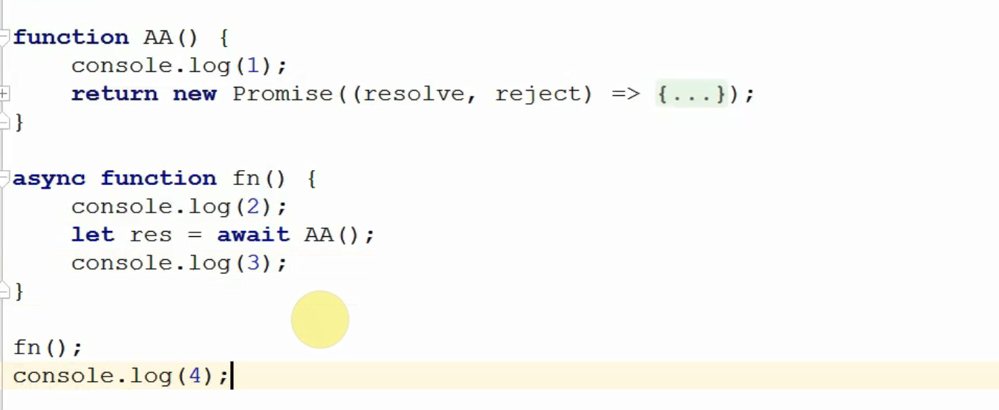 function AA() {
    console.log(1);
    return new Promise((resolve, reject) => {...});
}
async function fn() {
    console.log(2);
    let res = await AA();
    console.log(3);
}
fn();
console.log(4);